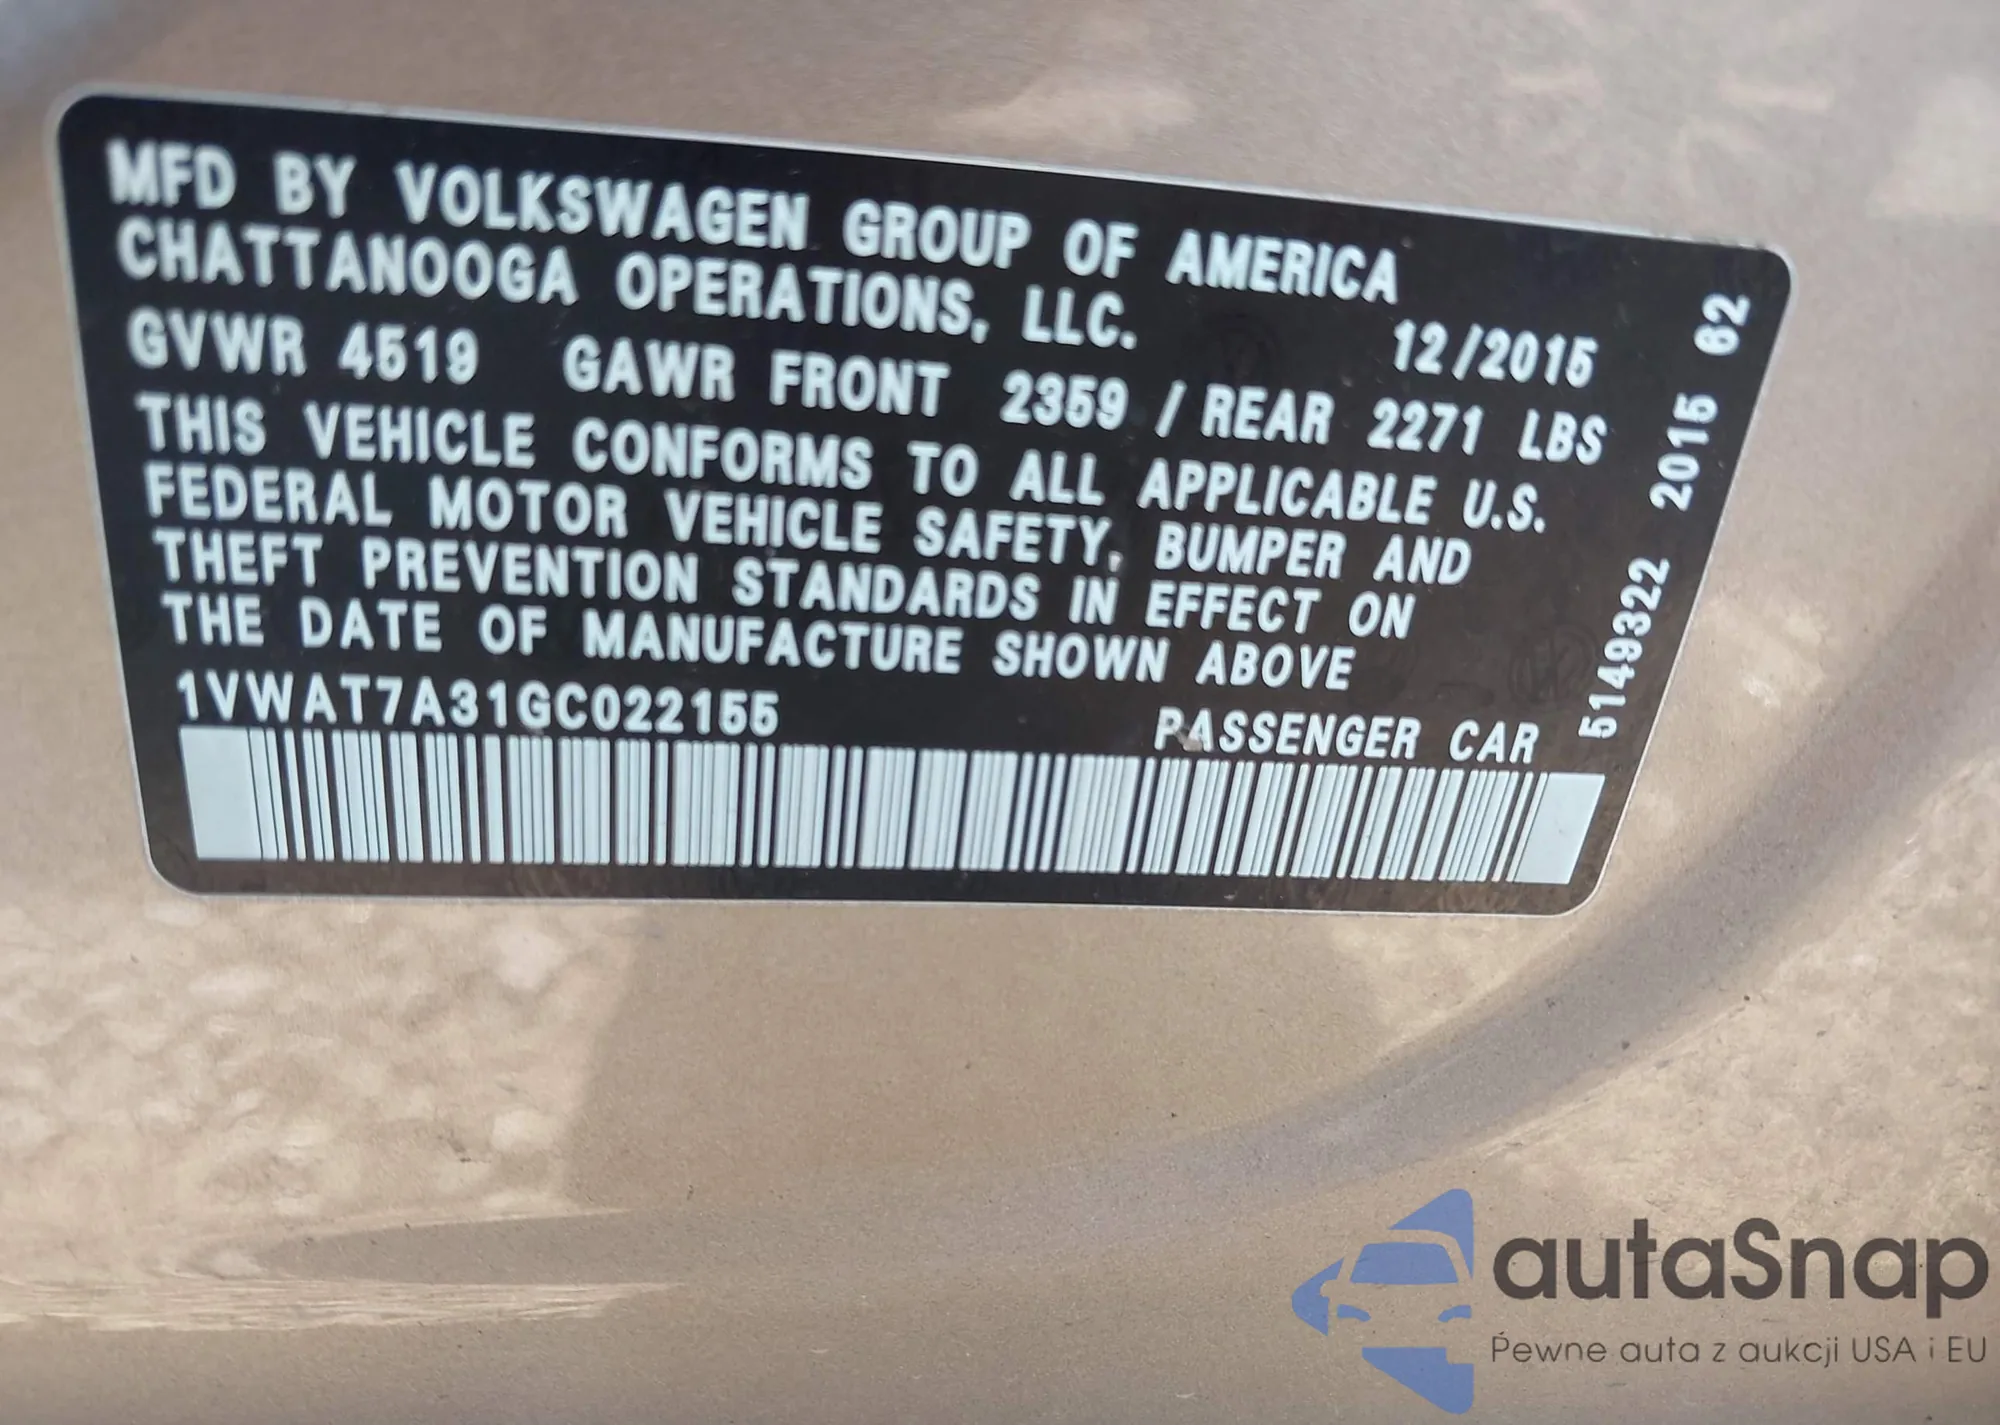 MFD BY VOLKSWAGEN GROUP OF AMERICA
CHATTANOOGA OPERATIONS, LLC.
12/2015
GVWR 4519 GAWR FRONT 2359 / REAR 2271 LBS
THIS VEHICLE CONFORMS TO ALL APPLICABLE U.S.
FEDERAL MOTOR VEHICLE SAFETY, BUMPER AND
THEFT PREVENTION STANDARDS IN EFFECT ON
THE DATE OF MANUFACTURE SHOWN ABOVE
1VWAT7A31GC022155
PASSENGER CAR
5149322 2015 62
autaSnap
Pewne auta z aukcji USA i EU